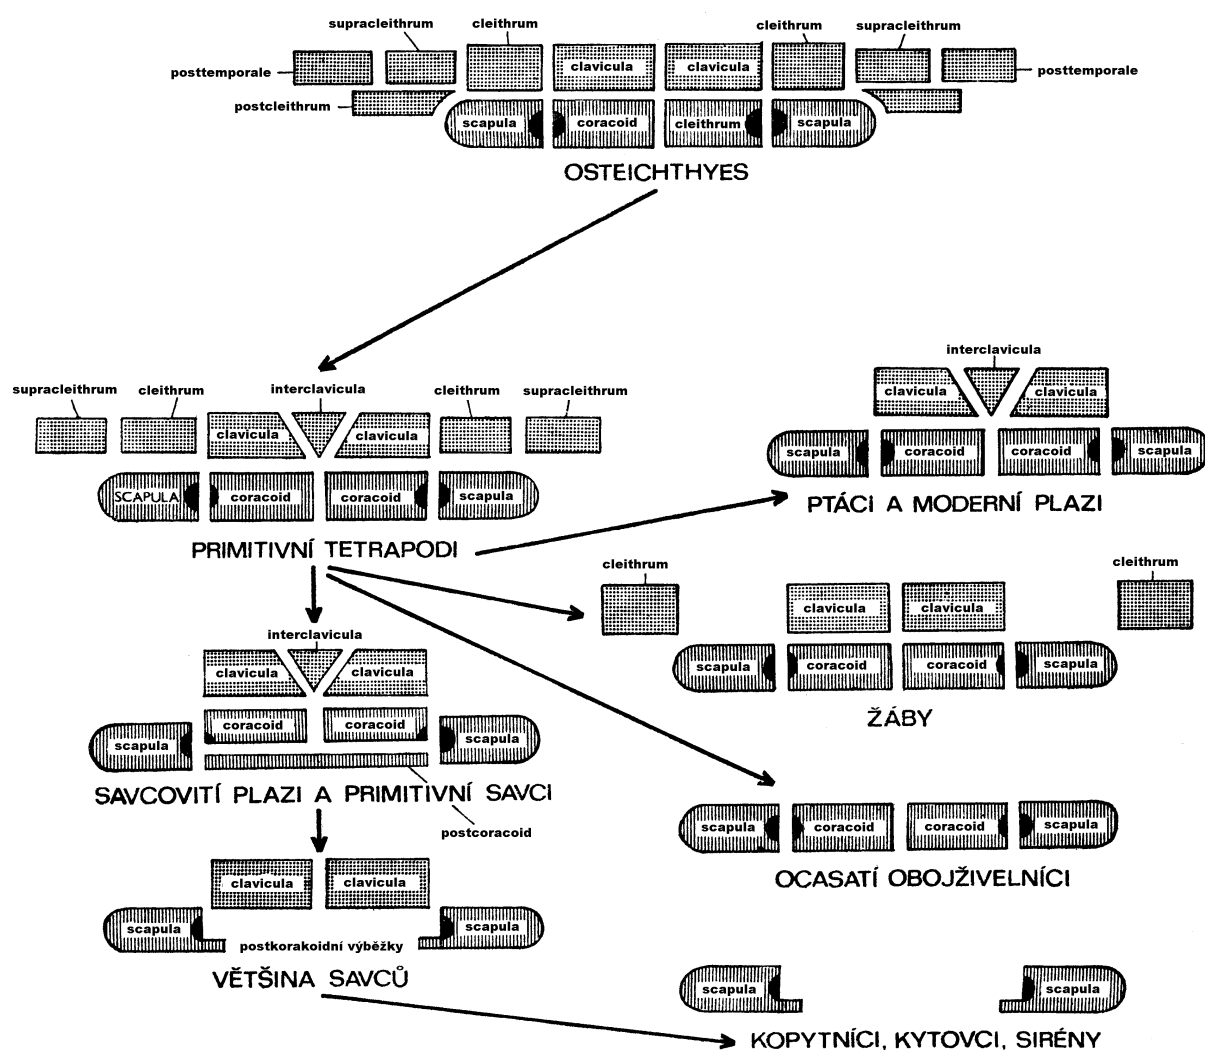 supracleithrum cleithrum cleithrum supracleithrum
posttemporale clavicula clavicula posttemporale
postcleithrum
scapula coracoid cleithrum scapula
OSTEICHTHYES
interclavicula
supracleithrum cleithrum interclavicula cleithrum supracleithrum
clavicula clavicula
clavicula clavicula
scapula coracoid coracoid scapula
SCAPULA coracoid coracoid scapula
PTÁCI A MODERNÍ PLAZI
PRIMITIVNÍ TETRAPODI
cleithrum cleithrum
clavicula clavicula
interclavicula
clavicula clavicula
scapula coracoid coracoid scapula
ŽÁBY
coracoid coracoid
scapula scapula
SAVCOVITÍ PLAZI A PRIMITIVNÍ SAVCI
postcoracoid
scapula coracoid coracoid scapula
OCASATÍ OBOJŽIVELNÍCI
clavicula clavicula
scapula scapula
postkorakoidní výběžky
VĚTŠINA SAVCŮ
scapula scapula
KOPYTNÍCI, KYTOVCI, SIRÉNY